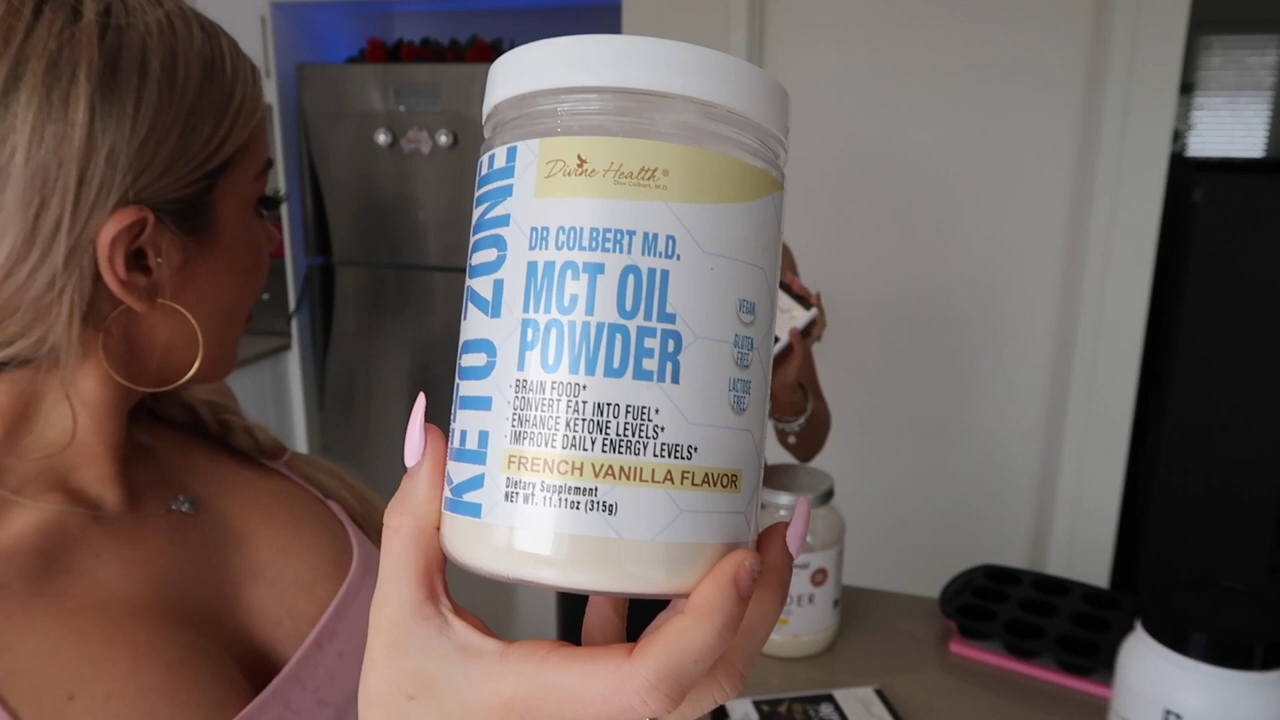 Divine Health®
Don Colbert, M.D.
KETO ZONE
DR COLBERT M.D.
MCT OIL
POWDER
VEGAN
GLUTEN
FREE
LACTOSE
FREE
· BRAIN FOOD*
· CONVERT FAT INTO FUEL*
· ENHANCE KETONE LEVELS*
· IMPROVE DAILY ENERGY LEVELS*
FRENCH VANILLA FLAVOR
Dietary Supplement
NET WT. 11.11oz (315g)